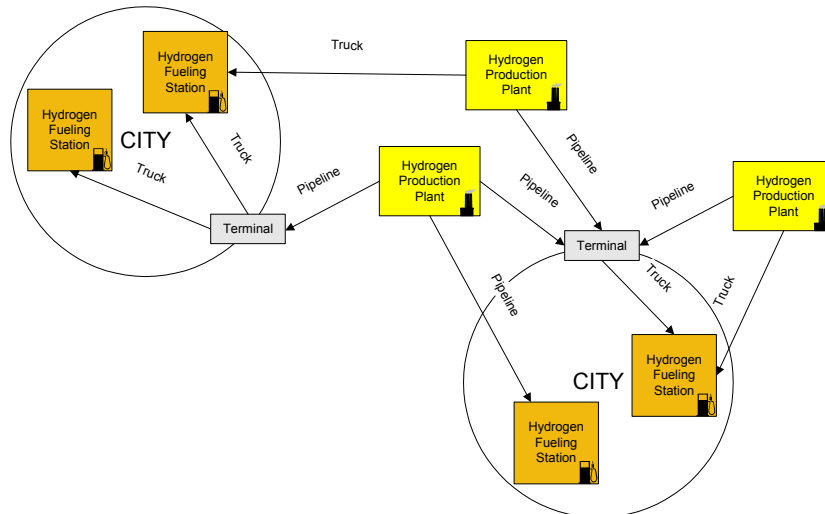 Hydrogen
Fueling
Station
Truck
Hydrogen
Production
Plant
Hydrogen
Fueling
Station
CITY
Truck
Truck
Pipeline
Hydrogen
Production
Plant
Pipeline
Pipeline
Pipeline
Hydrogen
Production
Plant
Terminal
Terminal
Pipeline
Truck
Truck
Hydrogen
Fueling
Station
CITY
Hydrogen
Fueling
Station